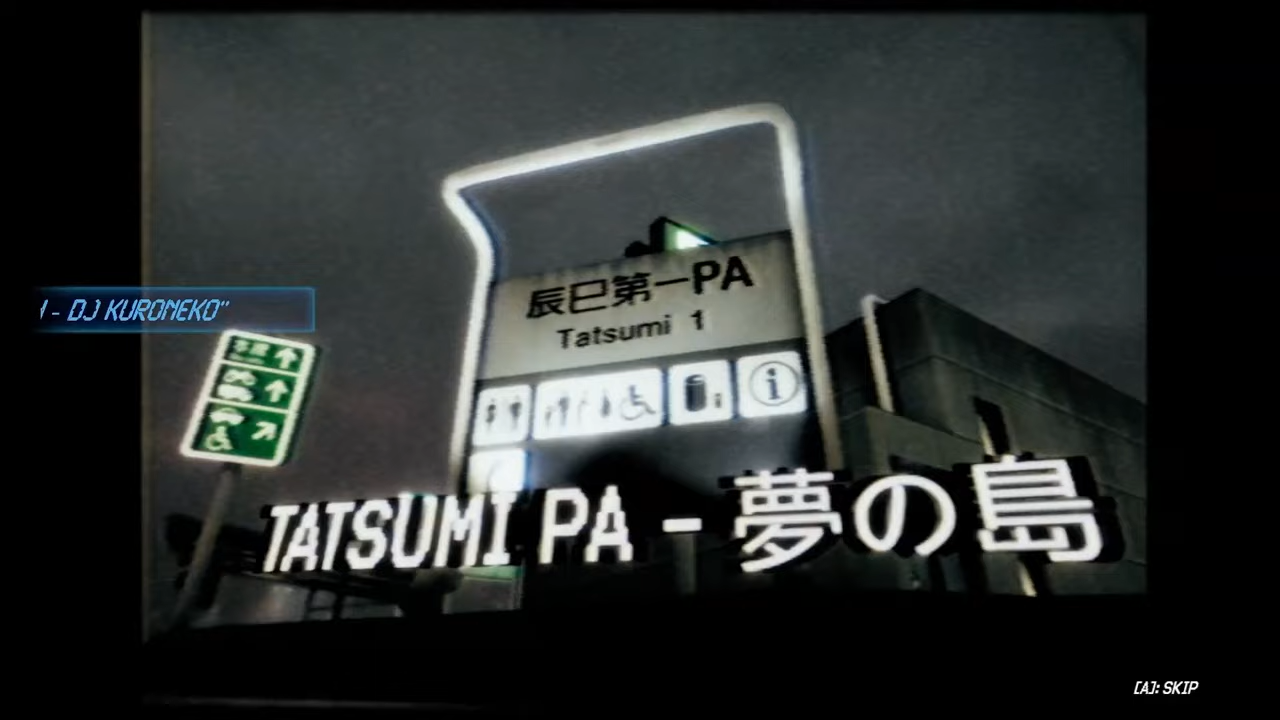 辰巳第一PA
Tatsumi 1
- DJ KURONEKO"
TATSUMI PA - 夢の島
[A]: SKIP